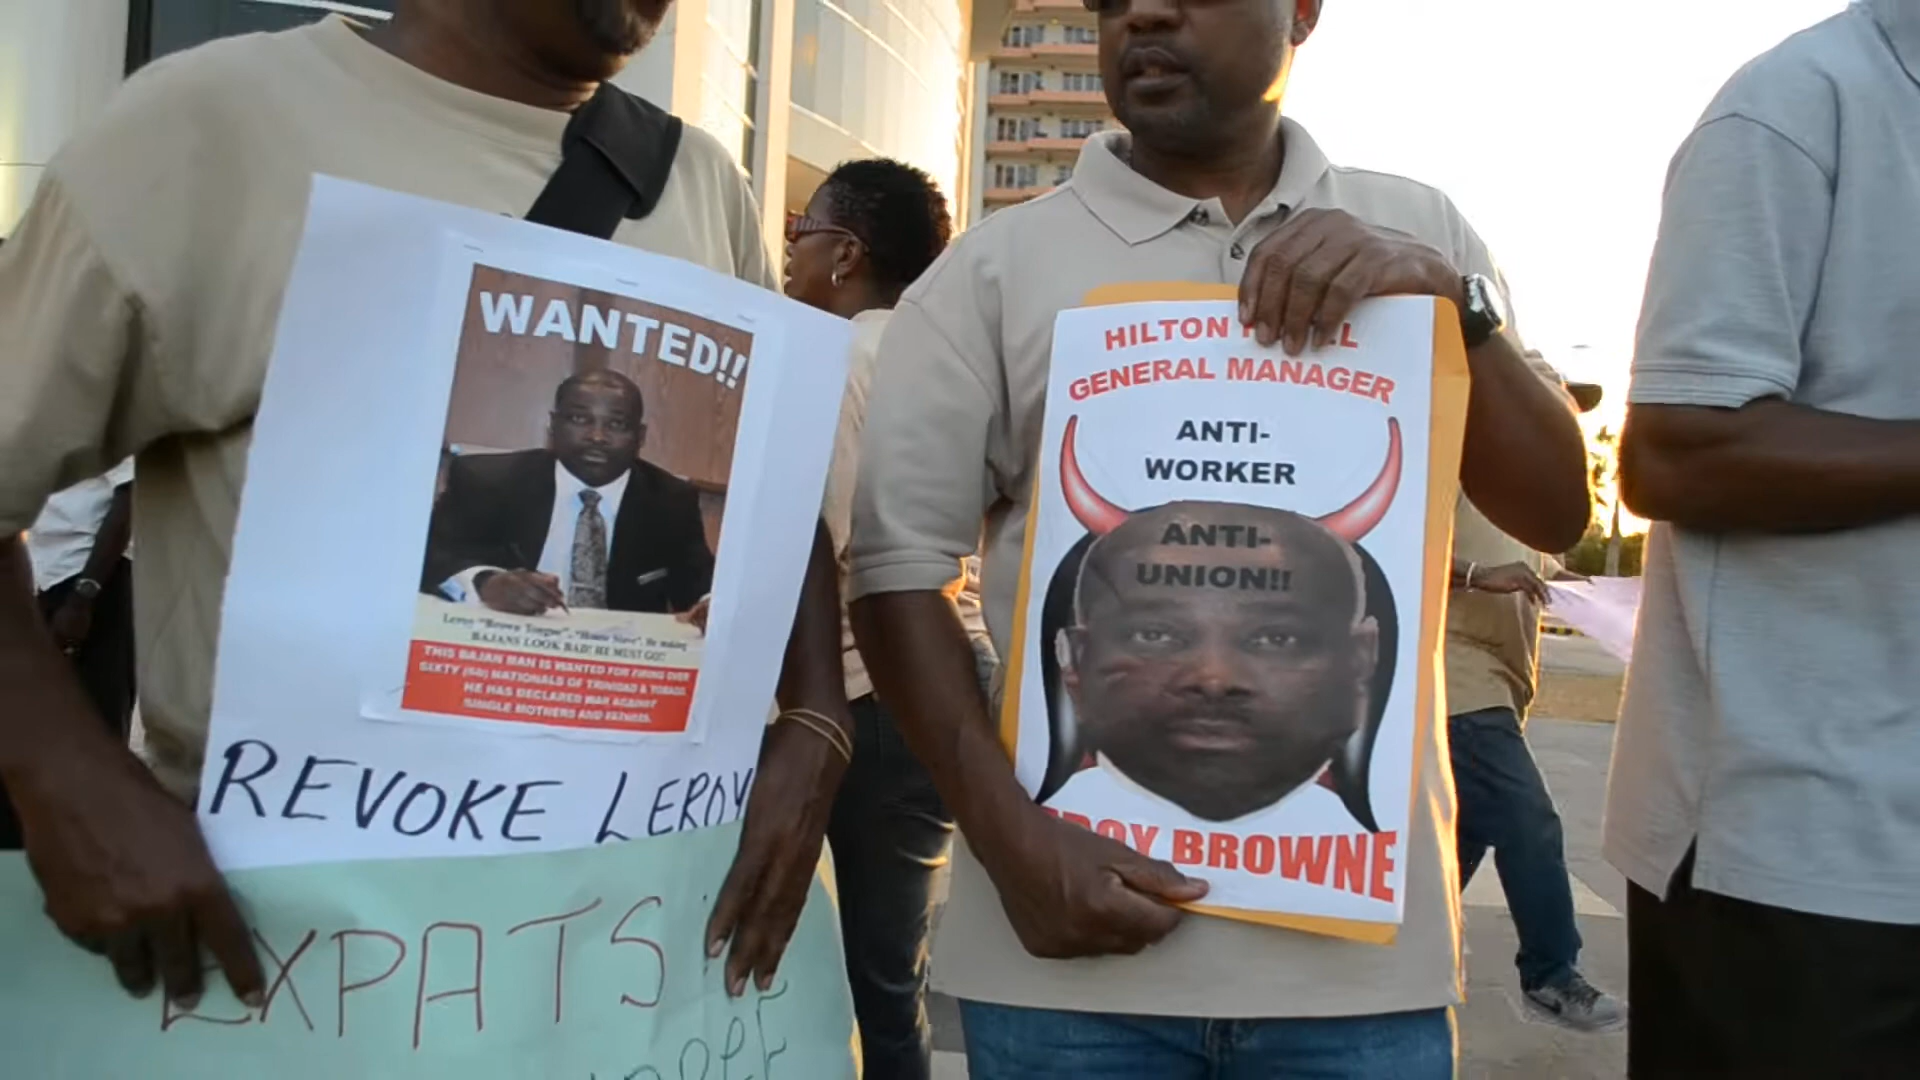 WANTED!!
Leroy "Brown Tongue" - "House Slave". He making
BAJANS LOOK BAD! HE MUST GO!
THIS BAJAN MAN IS WANTED FOR FIRING OVER
SIXTY (60) NATIONALS OF TRINIDAD & TOBAGO.
HE HAS DECLARED WAR AGAINST
SINGLE MOTHERS AND FATHERS.
REVOKE LEROY
EXPATS
HILTON
GENERAL MANAGER
ANTI-
WORKER
ANTI-
UNION!!
BROWNE